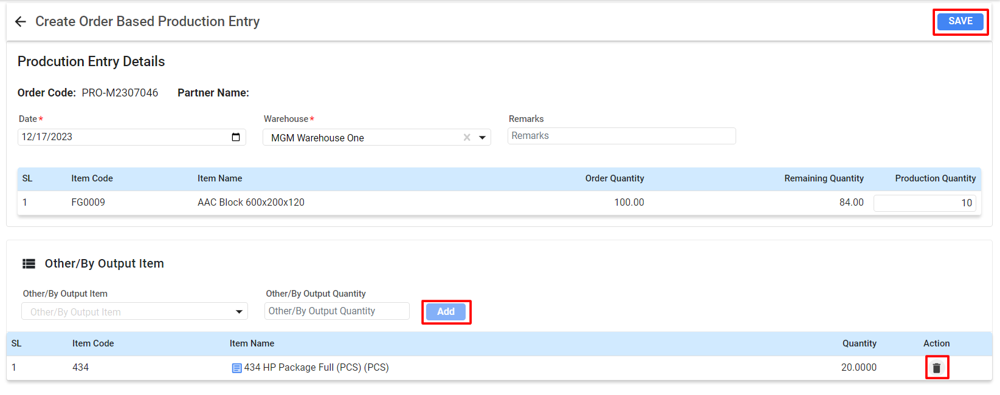 Create Order Based Production Entry
SAVE
Prodcution Entry Details
Order Code: PRO-M2307046 Partner Name:
Date* Warehouse* Remarks
12/17/2023 MGM Warehouse One Remarks
SL Item Code Item Name Order Quantity Remaining Quantity Production Quantity
1 FG0009 AAC Block 600x200x120 100.00 84.00 10
Other/By Output Item
Other/By Output Item Other/By Output Quantity
Other/By Output Item Other/By Output Quantity Add
SL Item Code Item Name Quantity Action
1 434 434 HP Package Full (PCS) (PCS) 20.0000